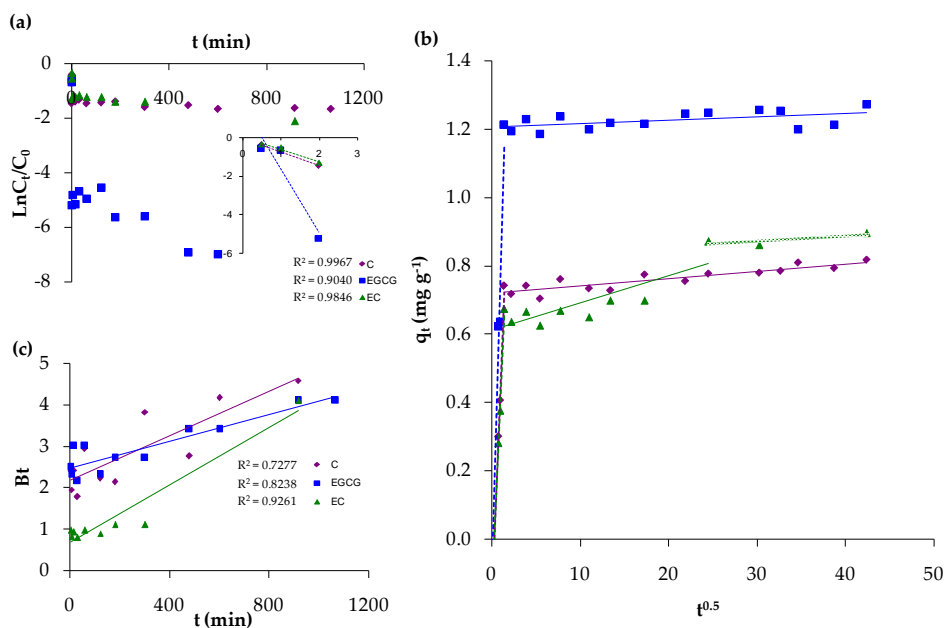 (a)
t (min)
0 400 800 1200
0
-2
-4
-6
-8
LnCₜ/C₀
0 1 2 3
0
-2
-4
-6
R² = 0.9967 C
R² = 0.9040 EGCG
R² = 0.9846 EC
(c)
5
4
3
2
1
0
Bt
R² = 0.7277 C
R² = 0.8238 EGCG
R² = 0.9261 EC
0 400 800 1200
t (min)
(b)
1.4
1.2
1.0
0.8
0.6
0.4
0.2
0.0
qₜ (mg g⁻¹)
0 10 20 30 40 50
t⁰·⁵